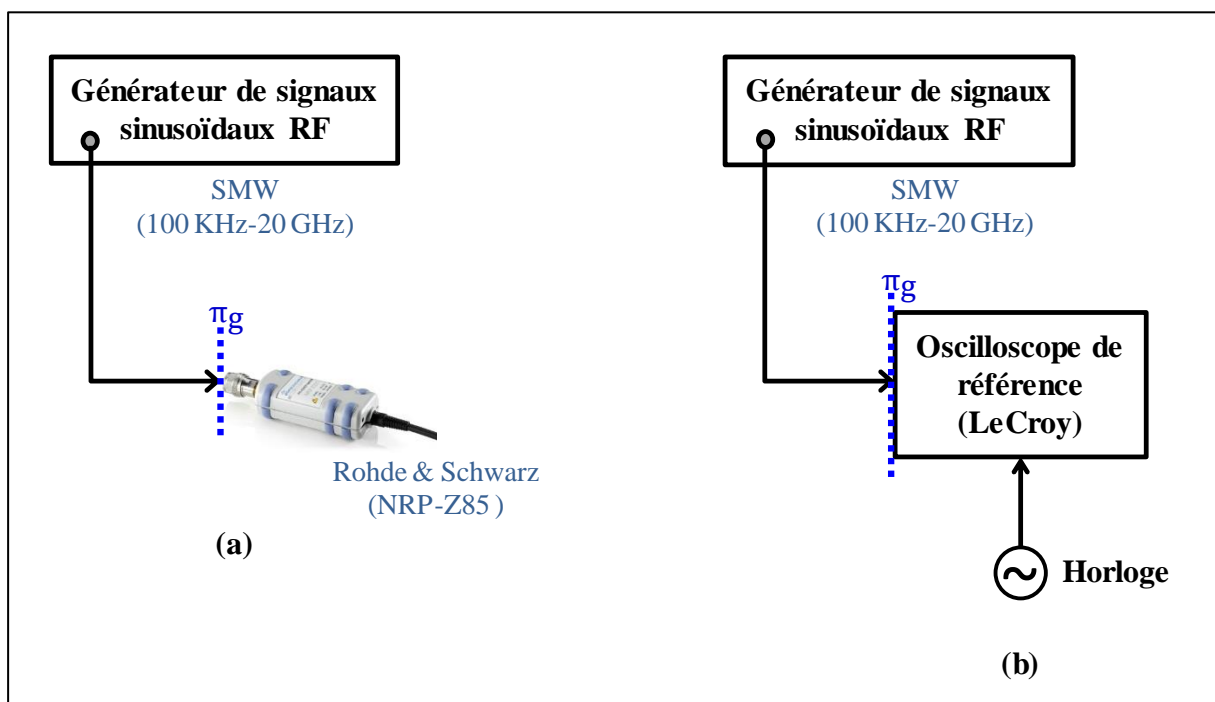 Générateur de signaux
sinusoïdaux RF
SMW
(100 KHz-20 GHz)
πg
Rohde & Schwarz
(NRP-Z85 )
(a)
Générateur de signaux
sinusoïdaux RF
SMW
(100 KHz-20 GHz)
πg
Oscilloscope de
référence
(LeCroy)
Horloge
(b)